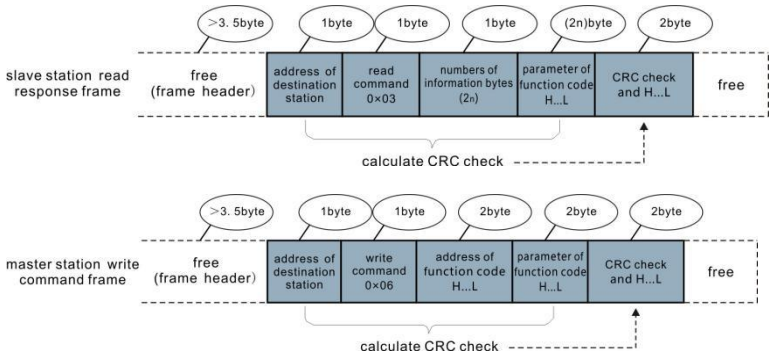 >3. 5byte 1byte 1byte 1byte (2n)byte 2byte
slave station read
response frame
free
(frame header)
address of
destination
station
read
command
0×03
numbers of
information bytes
(2n)
parameter of
function code
H...L
CRC check
and H...L
free
calculate CRC check
>3. 5byte 1byte 1byte 2byte 2byte 2byte
master station write
command frame
free
(frame header)
address of
destination
station
write
command
0×06
address of
function code
H...L
parameter of
function code
H...L
CRC check
and H...L
free
calculate CRC check